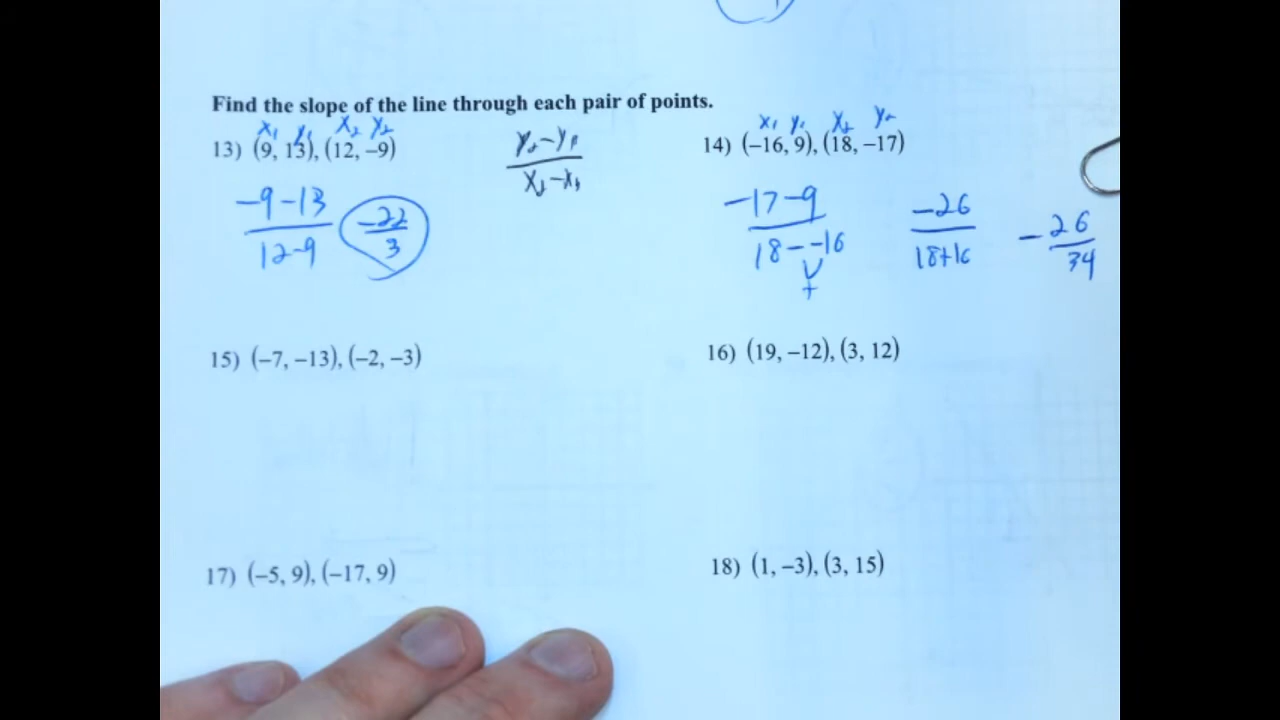 Find the slope of the line through each pair of points.
x₁ y₁ x₂ y₂
13) (9, 13), (12, –9)
y₂-y₁
x₂-x₁
-9-13
12-9
-22
3
x₁ y₁ x₂ y₂
14) (–16, 9), (18, –17)
-17-9
18--16
+
-26
18+16
-26
34
15) (–7, –13), (–2, –3)
16) (19, –12), (3, 12)
17) (–5, 9), (–17, 9)
18) (1, –3), (3, 15)